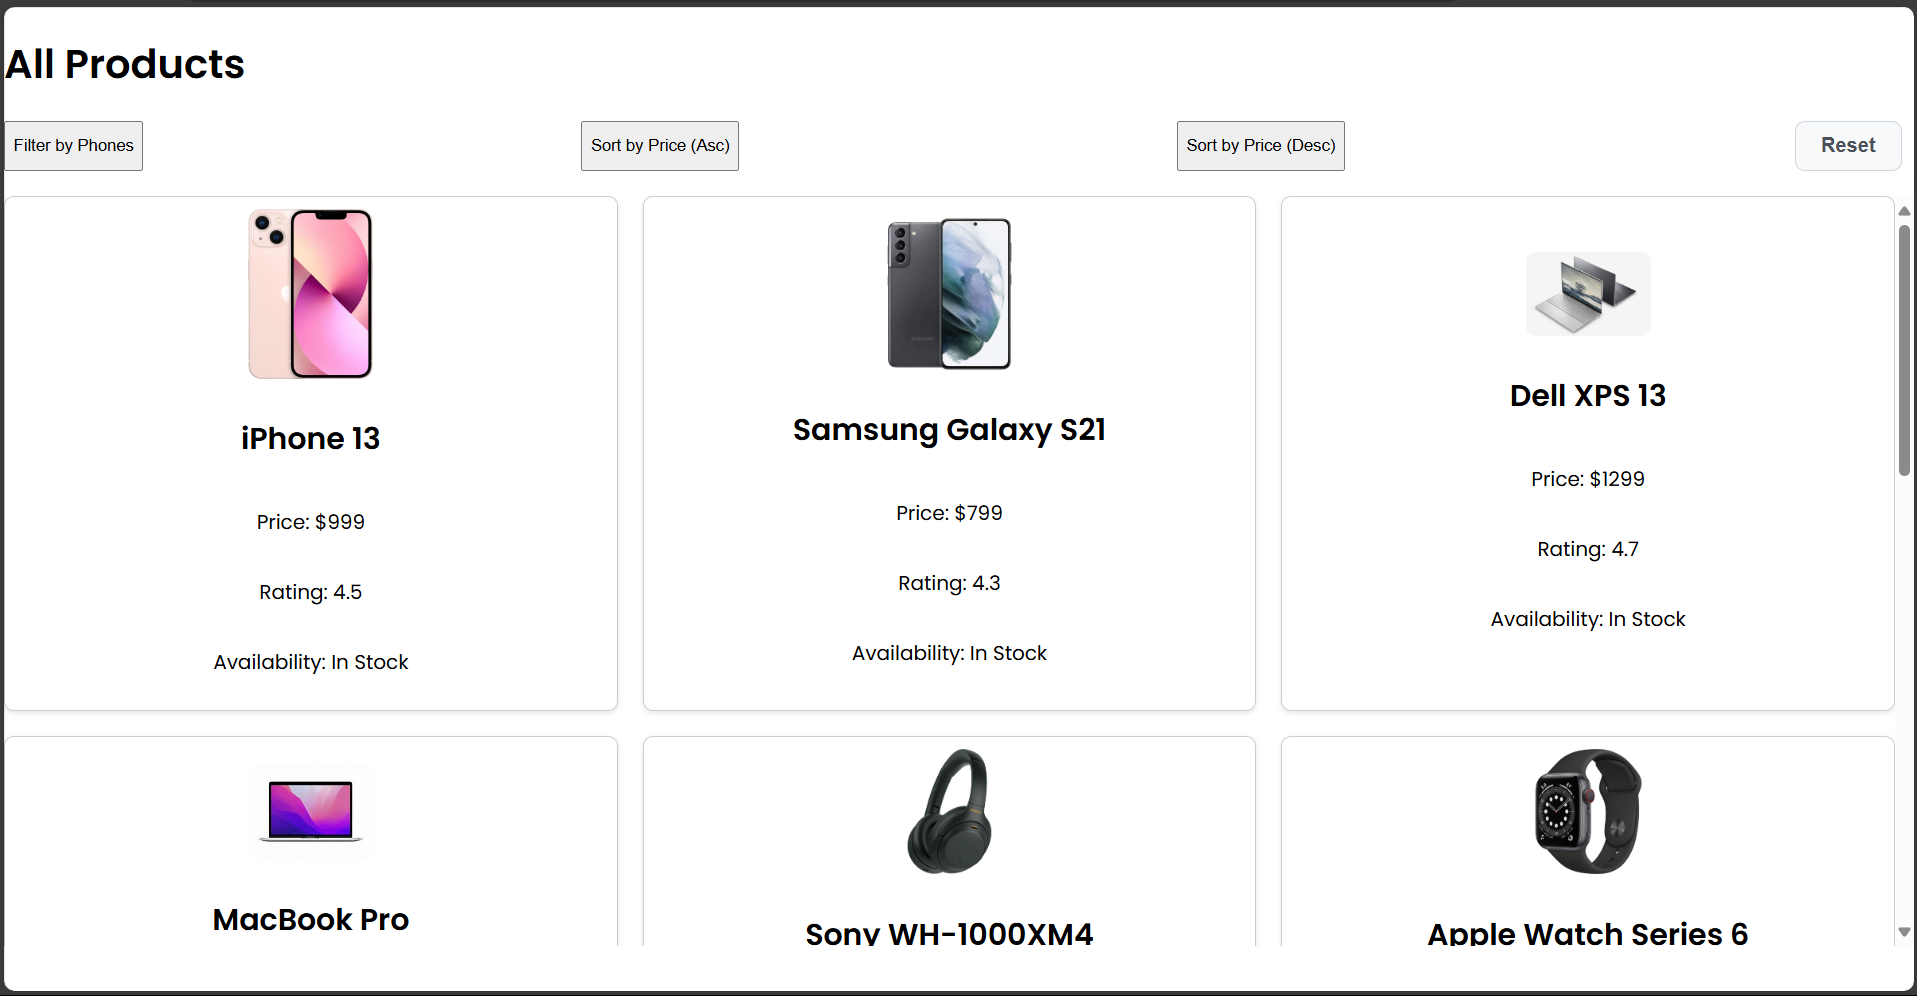 All Products
Filter by Phones
Sort by Price (Asc)
Sort by Price (Desc)
Reset
iPhone 13
Price: $999
Rating: 4.5
Availability: In Stock
Samsung Galaxy S21
Price: $799
Rating: 4.3
Availability: In Stock
Dell XPS 13
Price: $1299
Rating: 4.7
Availability: In Stock
MacBook Pro
Sony WH-1000XM4
Apple Watch Series 6